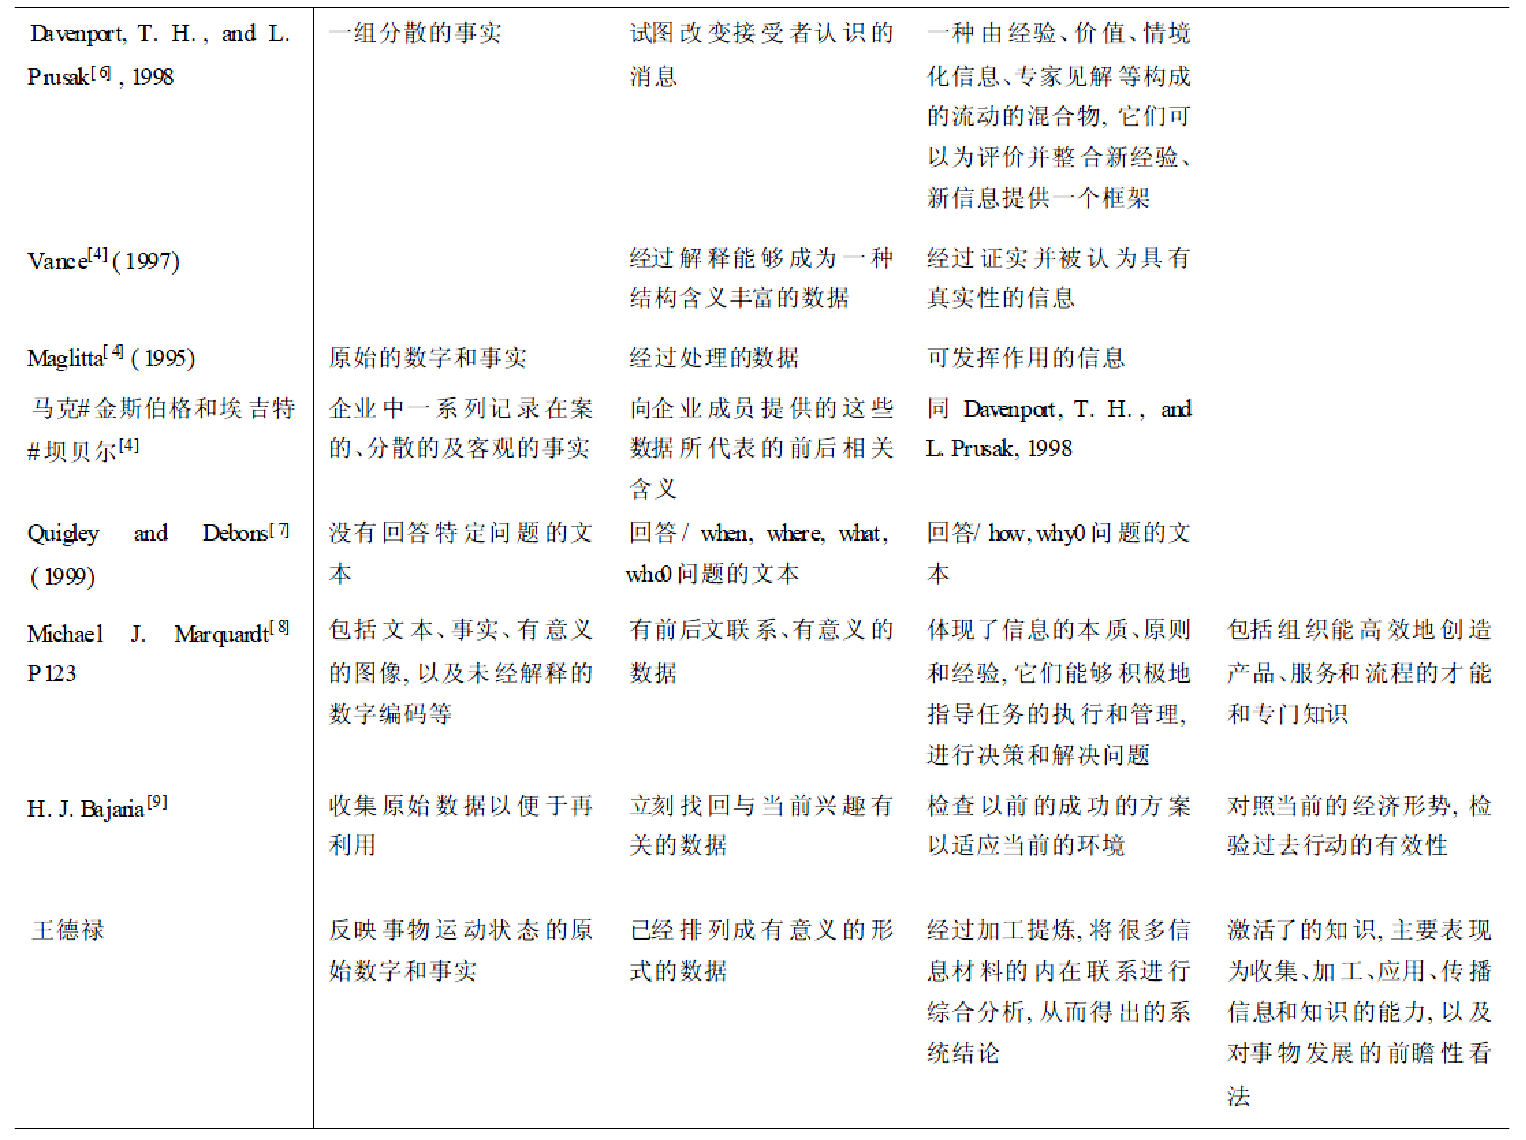 Davenport, T. H. , and L.
Prusak[6] , 1998
一组分散的事实
试图改变接受者认识的
消息
一种由经验、价值、情境
化信息、专家见解等构成
的流动的混合物, 它们可
以为评价并整合新经验、
新信息提供一个框架
Vance[4] ( 1997)
经过解释能够成为一种
结构含义丰富的数据
经过证实并被认为具有
真实性的信息
Maglitta[4] ( 1995)
原始的数字和事实
经过处理的数据
可发挥作用的信息
马克#金斯伯格和埃吉特
#坝贝尔[4]
企业中一系列记录在案
的、分散的及客观的事实
向企业成员提供的这些
数据所代表的前后相关
含义
同 Davenport, T. H. , and
L. Prusak, 1998
Quigley and Debons[7]
( 1999)
没有回答特定问题的文
本
回答/ when, where, what,
who0问题的文本
回答/ how, why0问题的文
本
Michael J. Marquardt[8]
P123
包括文本、事实、有意义
的图像, 以及未经解释的
数字编码等
有前后文联系、有意义的
数据
体现了信息的本质、原则
和经验, 它们能够积极地
指导任务的执行和管理,
进行决策和解决问题
包括组织能高效地创造
产品、服务和流程的才能
和专门知识
H. J. Bajaria[9]
收集原始数据以便于再
利用
立刻找回与当前兴趣有
关的数据
检查以前的成功的方案
以适应当前的环境
对照当前的经济形势, 检
验过去行动的有效性
王德禄
反映事物运动状态的原
始数字和事实
已经排列成有意义的形
式的数据
经过加工提炼, 将很多信
息材料的内在联系进行
综合分析, 从而得出的系
统结论
激活了的知识, 主要表现
为收集、加工、应用、传播
信息和知识的能力, 以及
对事物发展的前瞻性看
法